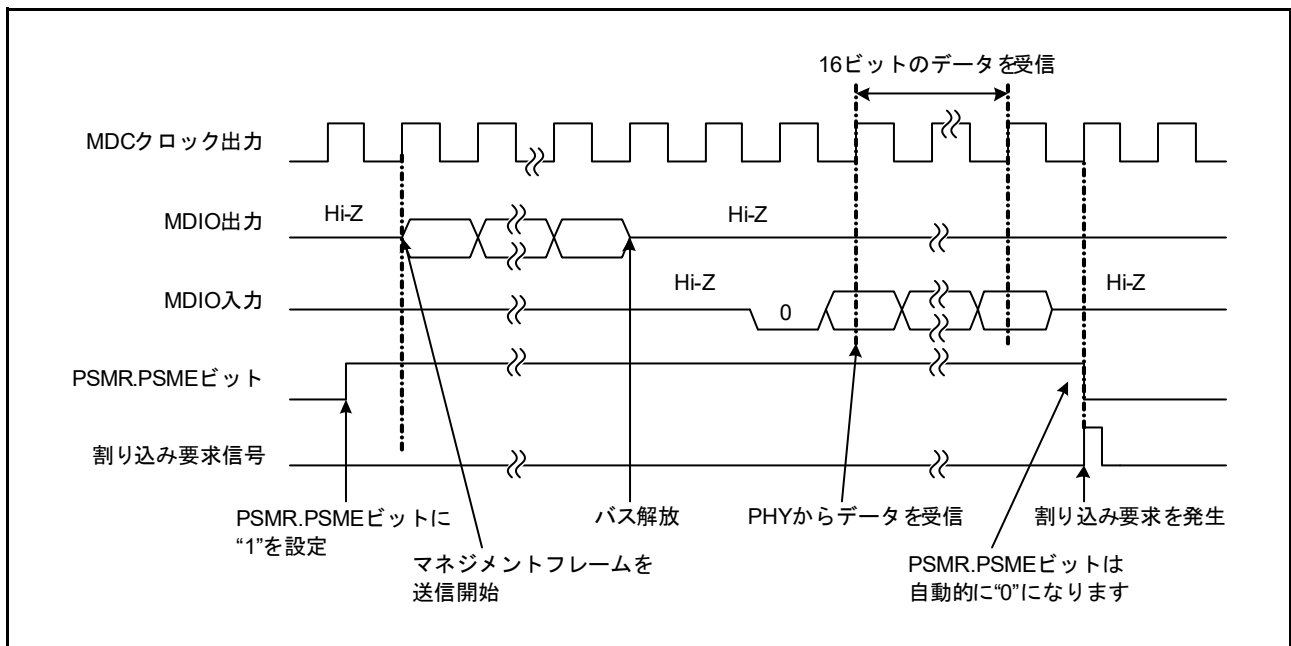 16ビットのデータを受信
MDCクロック出力
Hi-Z
Hi-Z
MDIO出力
Hi-Z
Hi-Z
MDIO入力
0
PSMR.PSMEビット
割り込み要求信号
PSMR.PSMEビットに
“1”を設定
バス解放
PHYからデータを受信
割り込み要求を発生
マネジメントフレームを
送信開始
PSMR.PSMEビットは
自動的に“0”になります